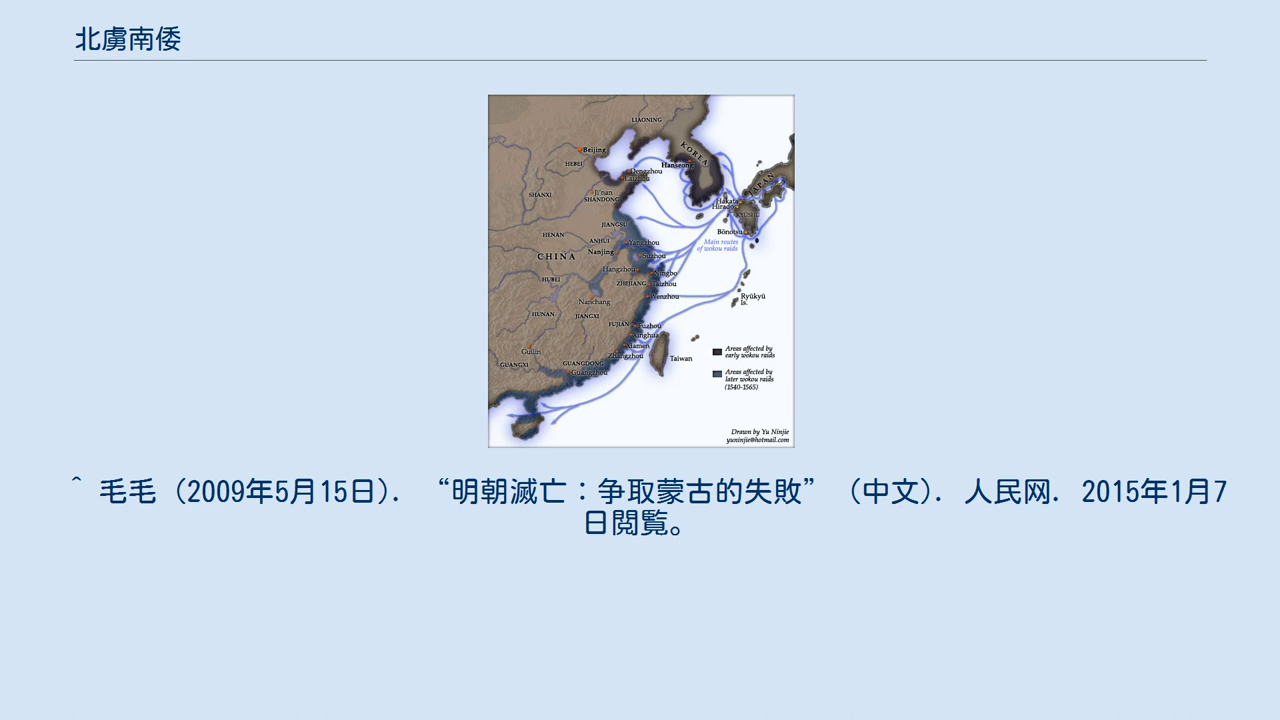 北虜南倭
LIAONING
Beijing
HEBEI
KOREA
Hanseong
Dengzhou
Laizhou
JAPAN
SHANXI
Ji'nan
SHANDONG
Hakata
Hirado
Kyūshū
JIANGSU
Bōnotsu
HENAN
ANHUI
Yangzhou
Main routes
of wokou raids
Nanjing
CHINA
Suzhou
Hangzhou
Ningbo
HUBEI
ZHEJIANG
Taizhou
Wenzhou
Ryūkyū
Is.
Nanchang
HUNAN
JIANGXI
FUJIAN
Fuzhou
Xinghua
Xiamen
Zhangzhou
Guilin
Taiwan
Areas affected by
early wokou raids
GUANGXI
GUANGDONG
Guangzhou
Areas affected by
later wokou raids
(1540-1565)
Drawn by Yu Ninjie
yuninjie@hotmail.com
^ 毛毛（2009年5月15日）． “明朝滅亡：争取蒙古的失敗” （中文）． 人民网． 2015年1月7
日閲覧。